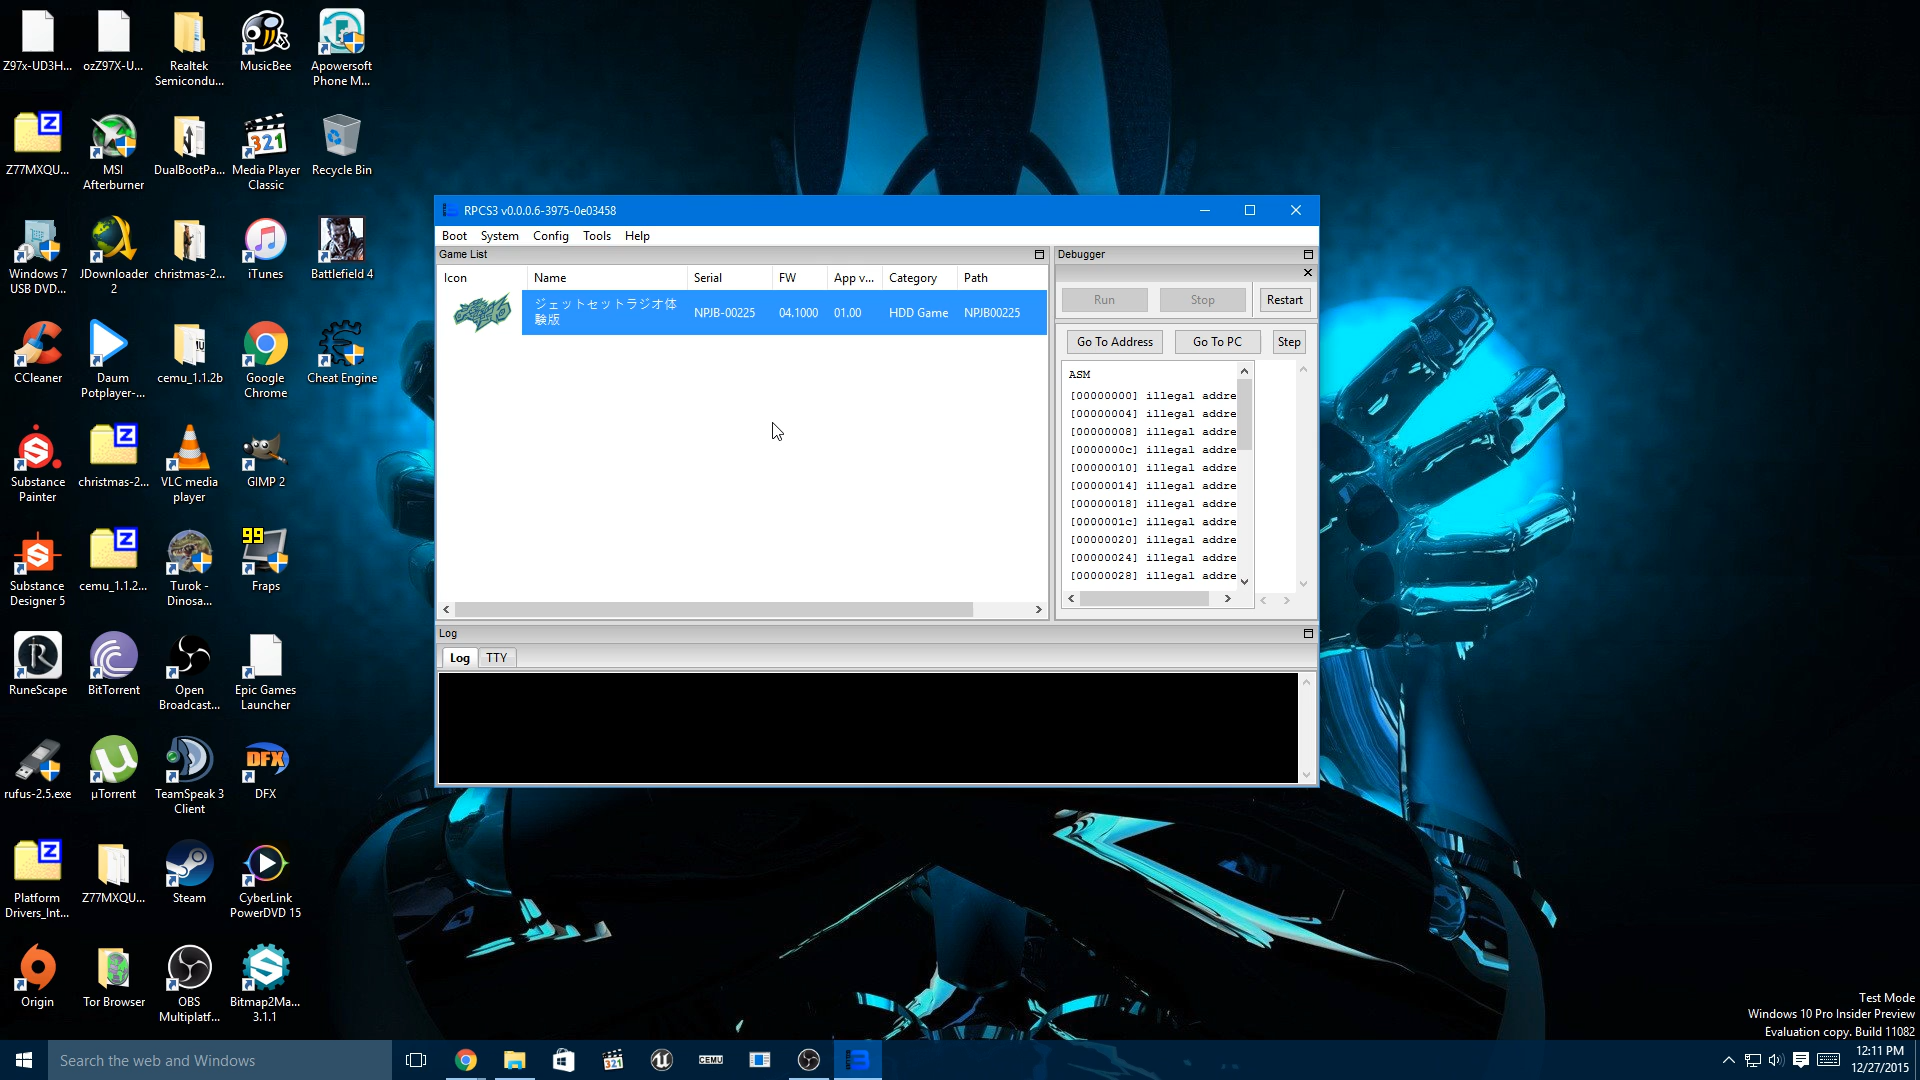 Z97x-UD3H...
ozZ97X-U...
Realtek
Semicondu...
MusicBee
Apowersoft
Phone M...
Z77MXQU...
MSI
Afterburner
DualBootPa...
321
Media Player
Classic
Recycle Bin
Windows 7
USB DVD...
JDownloader
2
christmas-2...
iTunes
Battlefield 4
CCleaner
Daum
Potplayer-...
cemu_1.1.2b
Google
Chrome
Cheat Engine
Substance
Painter
christmas-2...
VLC media
player
GIMP 2
Substance
Designer 5
cemu_1.1.2...
Turok -
Dinosa...
99
Fraps
RuneScape
BitTorrent
Open
Broadcast...
Epic Games
Launcher
rufus-2.5.exe
µTorrent
TeamSpeak 3
Client
DFX
DFX
Platform
Drivers_Int...
Z77MXQU...
Steam
CyberLink
PowerDVD 15
Origin
Tor Browser
OBS
Multiplatf...
Bitmap2Ma...
3.1.1
RPCS3 v0.0.0.6-3975-0e03458
Boot System Config Tools Help
Game List
Icon Name Serial FW App v... Category Path
ジェットセットラジオ体
験版
NPJB-00225 04.1000 01.00 HDD Game NPJB00225
Debugger
Run Stop Restart
Go To Address Go To PC Step
ASM
[00000000] illegal addre
[00000004] illegal addre
[00000008] illegal addre
[0000000c] illegal addre
[00000010] illegal addre
[00000014] illegal addre
[00000018] illegal addre
[0000001c] illegal addre
[00000020] illegal addre
[00000024] illegal addre
[00000028] illegal addre
Log
Log TTY
Test Mode
Windows 10 Pro Insider Preview
Evaluation copy. Build 11082
Search the web and Windows
321
CEMU
12:11 PM
12/27/2015